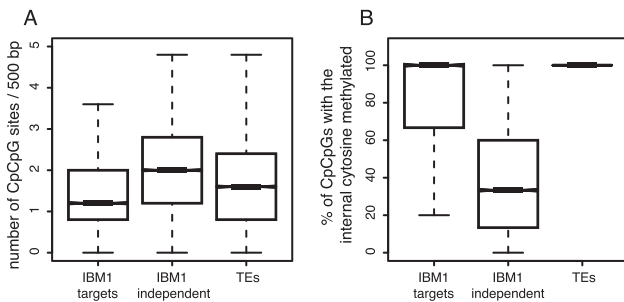 A
number of CpCpG sites / 500 bp
5
4
3
2
1
0
IBM1
targets
IBM1
independent
TEs
B
% of CpCpGs with the
internal cytosine methylated
100
80
60
40
20
0
IBM1
targets
IBM1
independent
TEs